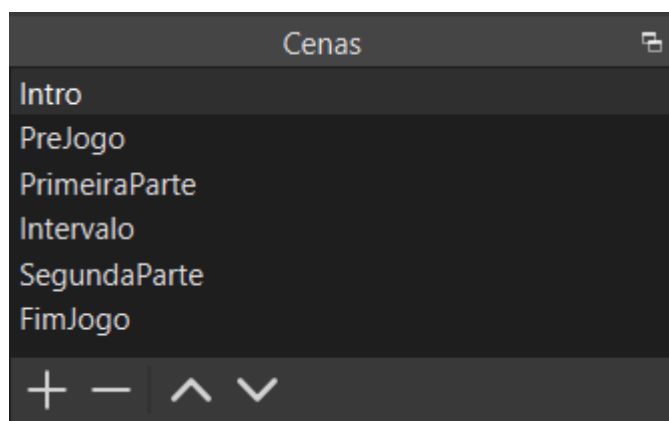 Cenas
Intro
PreJogo
PrimeiraParte
Intervalo
SegundaParte
FimJogo